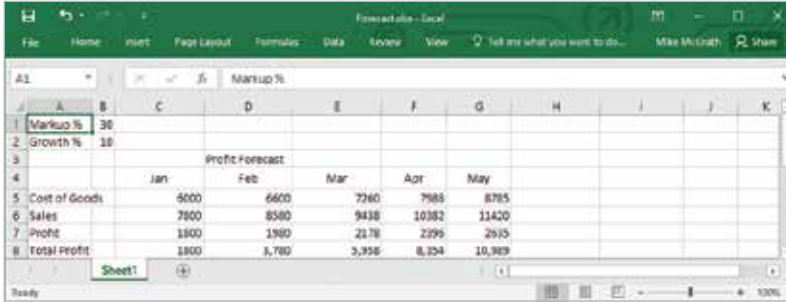 Forecast.xlsx - Excel
File Home Insert Page Layout Formulas Data Review View Tell me what you want to do... Mike McGrath Share
A1 fx Markup %
A B C D E F G H I J K
1 Markup % 30
2 Growth % 10
3 Profit Forecast
4 Jan Feb Mar Apr May
5 Cost of Goods 6000 6600 7260 7986 8785
6 Sales 7800 8580 9438 10382 11420
7 Profit 1800 1980 2178 2396 2635
8 Total Profit 1800 3,780 5,958 8,354 10,989
Sheet1
Ready 100%